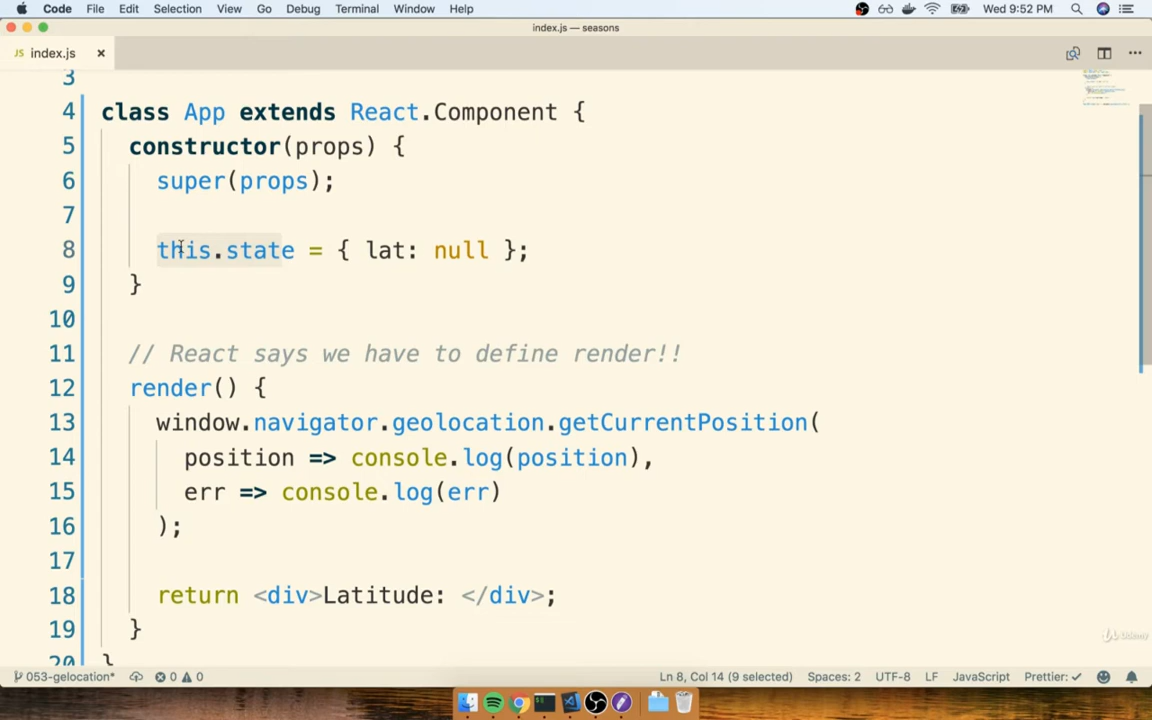 Code File Edit Selection View Go Debug Terminal Window Help Wed 9:52 PM
index.js — seasons
JS index.js ×
3
4 class App extends React.Component {
5 constructor(props) {
6 super(props);
7
8 this.state = { lat: null };
9 }
10
11 // React says we have to define render!!
12 render() {
13 window.navigator.geolocation.getCurrentPosition(
14 position => console.log(position),
15 err => console.log(err)
16 );
17
18 return <div>Latitude: </div>;
19 }
20 }
Udemy
053-gelocation* 0 0 Ln 8, Col 14 (9 selected) Spaces: 2 UTF-8 LF JavaScript Prettier: ✓